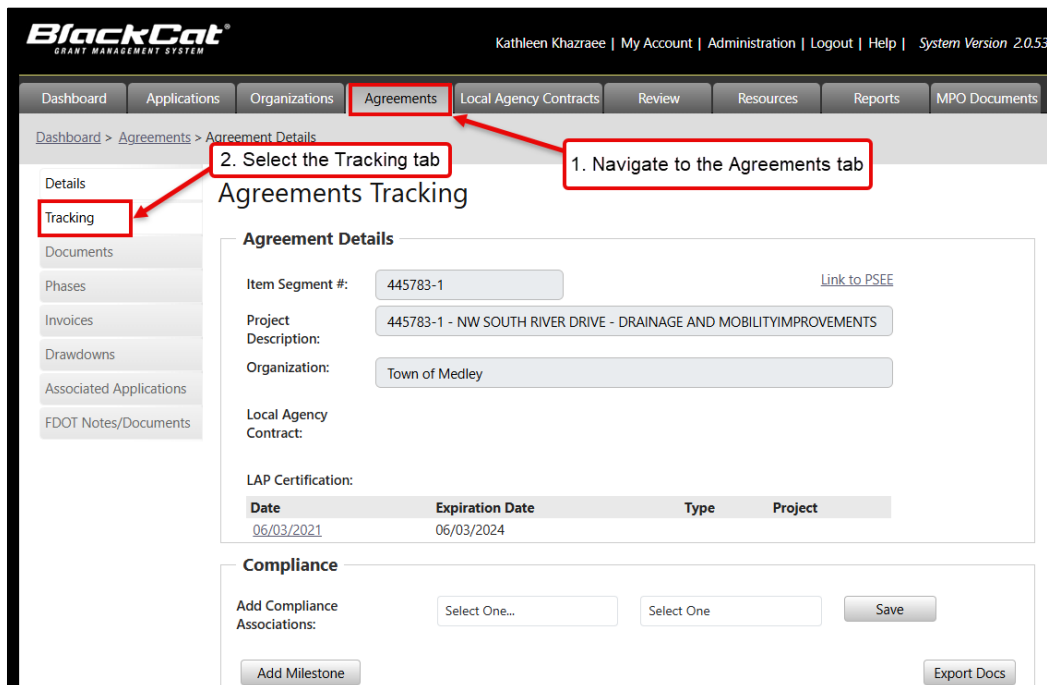 BlackCat®
GRANT MANAGEMENT SYSTEM
Kathleen Khazraee | My Account | Administration | Logout | Help | System Version 2.0.53
Dashboard Applications Organizations Agreements Local Agency Contracts Review Resources Reports MPO Documents
Dashboard > Agreements > Agreement Details
2. Select the Tracking tab
1. Navigate to the Agreements tab
Details
Tracking
Documents
Phases
Invoices
Drawdowns
Associated Applications
FDOT Notes/Documents
Agreements Tracking
Agreement Details
Item Segment #: 445783-1 Link to PSEE
Project
Description:
445783-1 - NW SOUTH RIVER DRIVE - DRAINAGE AND MOBILITYIMPROVEMENTS
Organization: Town of Medley
Local Agency
Contract:
LAP Certification:
Date Expiration Date Type Project
06/03/2021 06/03/2024
Compliance
Add Compliance
Associations:
Select One... Select One Save
Add Milestone Export Docs